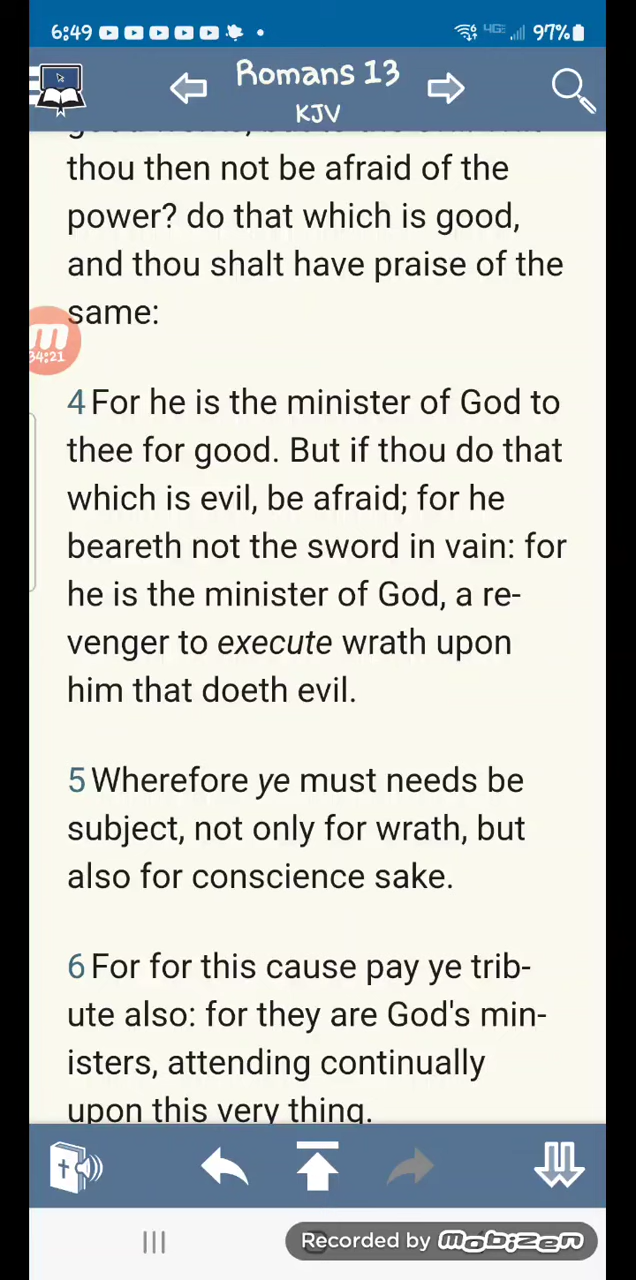 6:49 4GE 97%
Romans 13
KJV
thou then not be afraid of the
power? do that which is good,
and thou shalt have praise of the
same:
m
34:21
4 For he is the minister of God to
thee for good. But if thou do that
which is evil, be afraid; for he
beareth not the sword in vain: for
he is the minister of God, a re-
venger to execute wrath upon
him that doeth evil.
5 Wherefore ye must needs be
subject, not only for wrath, but
also for conscience sake.
6 For for this cause pay ye trib-
ute also: for they are God's min-
isters, attending continually
upon this very thing.
Recorded by mobizen